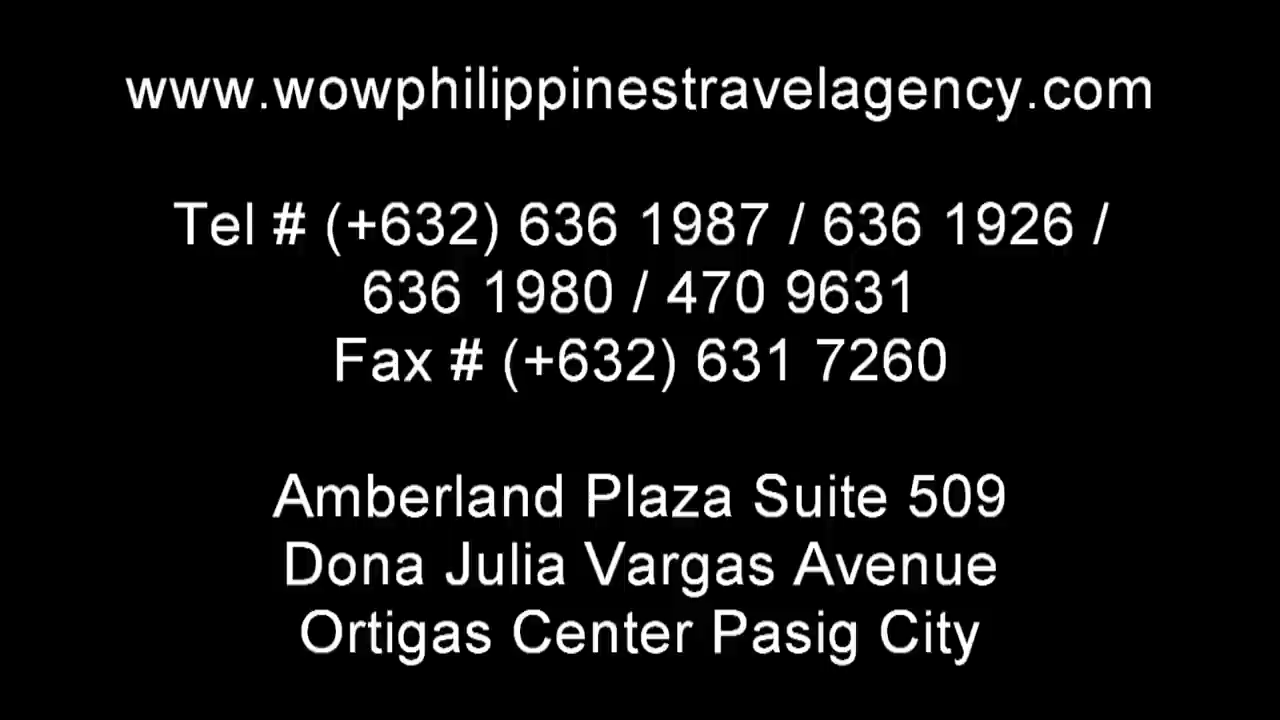 www.wowphilippinestravelagency.com
Tel # (+632) 636 1987 / 636 1926 /
636 1980 / 470 9631
Fax # (+632) 631 7260
Amberland Plaza Suite 509
Dona Julia Vargas Avenue
Ortigas Center Pasig City